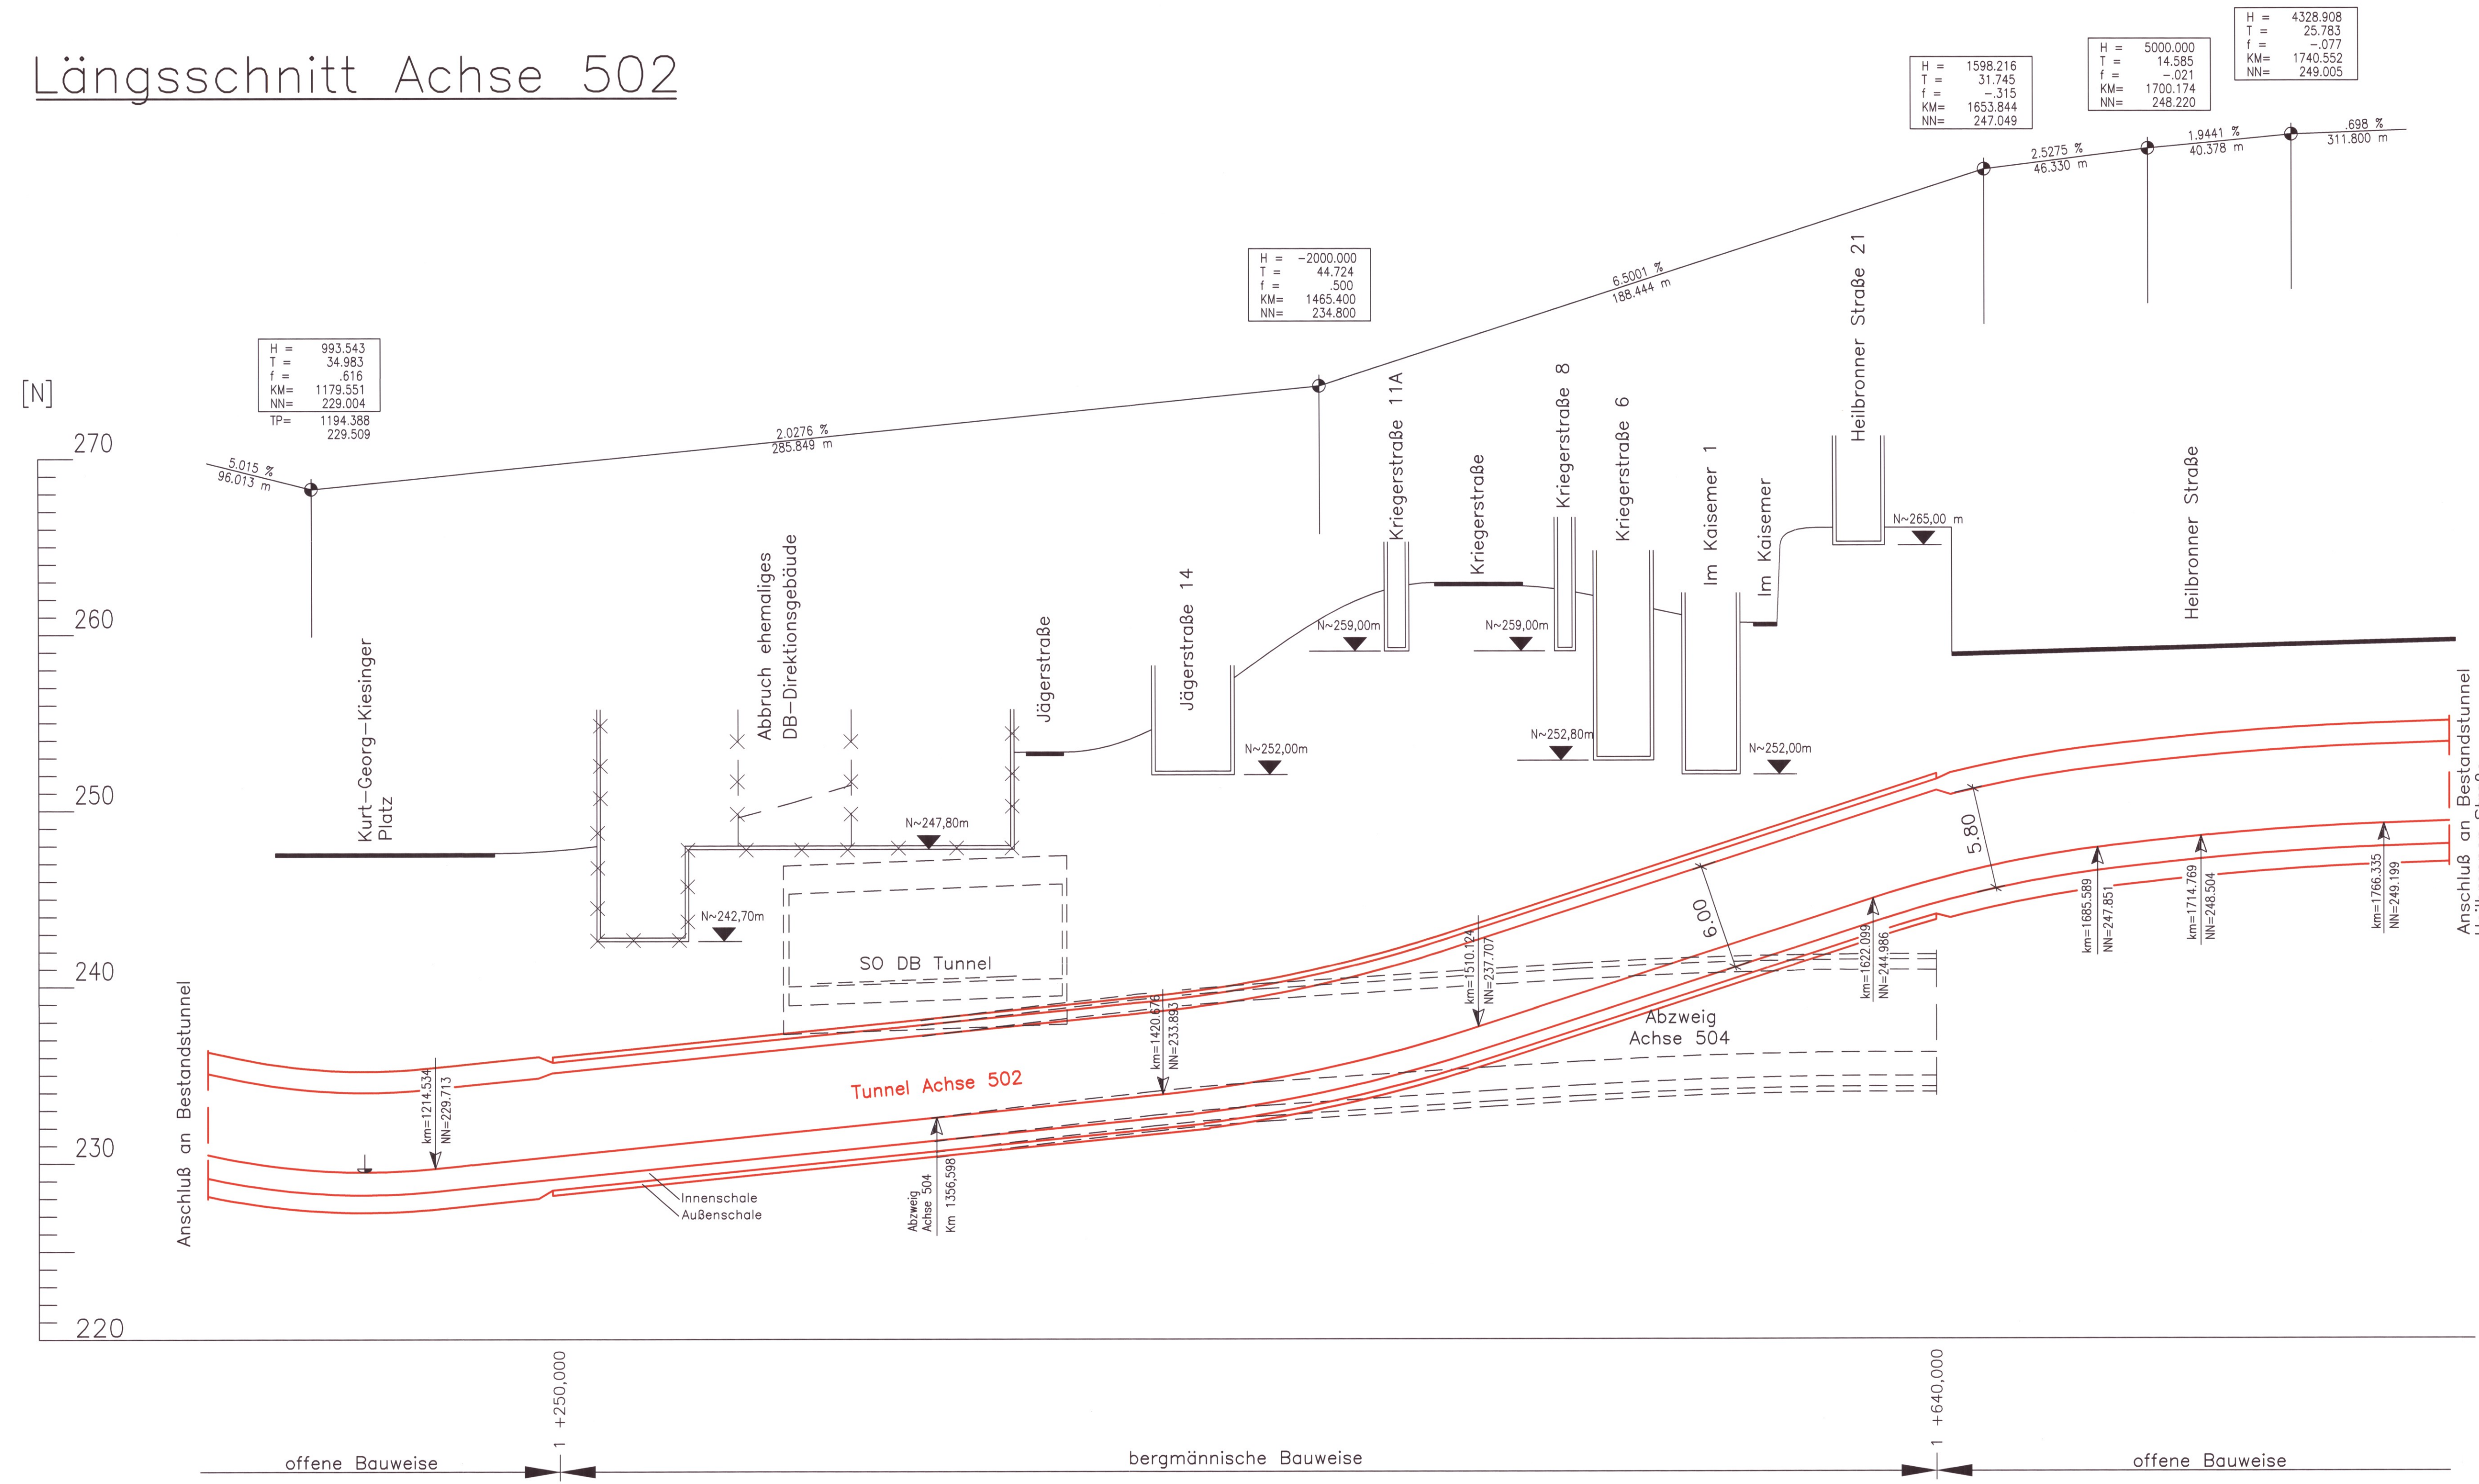 Längsschnitt Achse 502
H = 4328.908
T = 25.783
f = -.077
KM= 1740.552
NN= 249.005
H = 5000.000
T = 14.585
f = -.021
KM= 1700.174
NN= 248.220
H = 1598.216
T = 31.745
f = -.315
KM= 1653.844
NN= 247.049
2.5275 %
46.330 m
1.9441 %
40.378 m
.698 %
311.800 m
H = -2000.000
T = 44.724
f = .500
KM= 1465.400
NN= 234.800
6.5001 %
188.444 m
H = 993.543
T = 34.983
f = .616
KM= 1179.551
NN= 229.004
TP= 1194.388
229.509
5.015 %
96.013 m
2.0276 %
285.849 m
[N]
270
260
250
240
230
220
Kurt-Georg-Kiesinger
Platz
Abbruch ehemaliges
DB-Direktionsgebäude
Jägerstraße
Jägerstraße 14
Kriegerstraße 11A
Kriegerstraße
Kriegerstraße 8
Kriegerstraße 6
Im Kaisemer 1
Im Kaisemer
Heilbronner Straße 21
Heilbronner Straße
N~265,00 m
N~259,00m
N~259,00m
N~252,00m
N~252,80m
N~252,00m
N~247,80m
N~242,70m
SO DB Tunnel
Anschluß an Bestandstunnel
km=1214.534
NN=229.713
Tunnel Achse 502
Innenschale
Außenschale
Abzweig
Achse 504
Km 1356,598
km=1420.676
NN=233.893
km=1510.124
NN=237.707
6.00
Abzweig
Achse 504
km=1622.099
NN=244.986
5.80
km=1685.589
NN=247.851
km=1714.769
NN=248.504
km=1766.335
NN=249.199
Anschluß an Bestandstunnel
1 +250,000
1 +640,000
offene Bauweise
bergmännische Bauweise
offene Bauweise